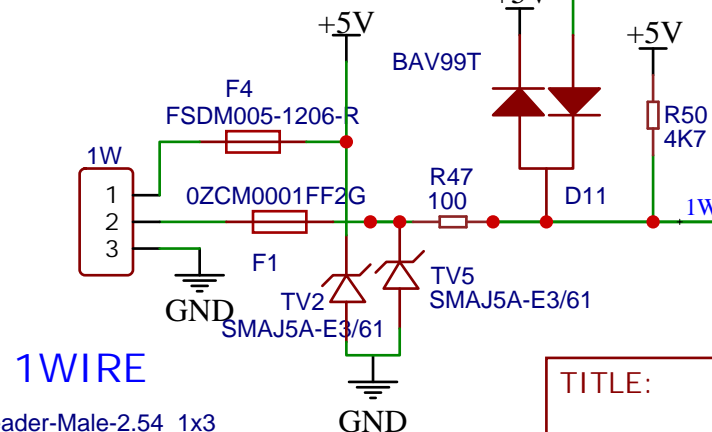 +5V
+5V
+5V
BAV99T
F4
FSDM005-1206-R
R50
4K7
1W
1
2
3
0ZCM0001FF2G
R47
100
D11
1W
F1
TV2
SMAJ5A-E3/61
TV5
SMAJ5A-E3/61
GND
GND
1WIRE
TITLE:
ader-Male-2.54 1x3